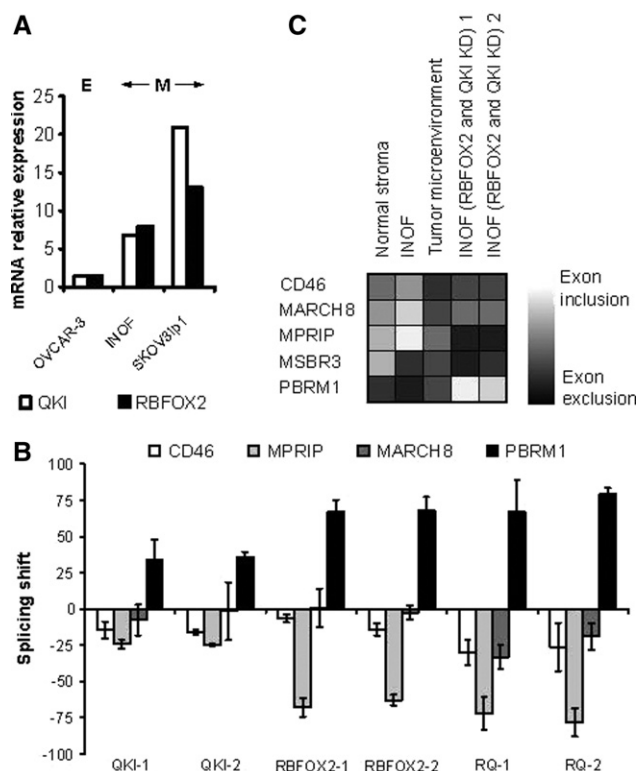 A
E M
mRNA relative expression
25
20
15
10
5
0
OVCAR-3
INOF
SKOV3Ip1
QKI RBFOX2
C
Normal stroma
INOF
Tumor microenvironment
INOF (RBFOX2 and QKI KD) 1
INOF (RBFOX2 and QKI KD) 2
CD46
MARCH8
MPRIP
MSBR3
PBRM1
Exon
inclusion
Exon
exclusion
B
CD46 MPRIP MARCH8 PBRM1
Splicing shift
100
75
50
25
0
-25
-50
-75
-100
QKI-1 QKI-2 RBFOX2-1 RBFOX2-2 RQ-1 RQ-2